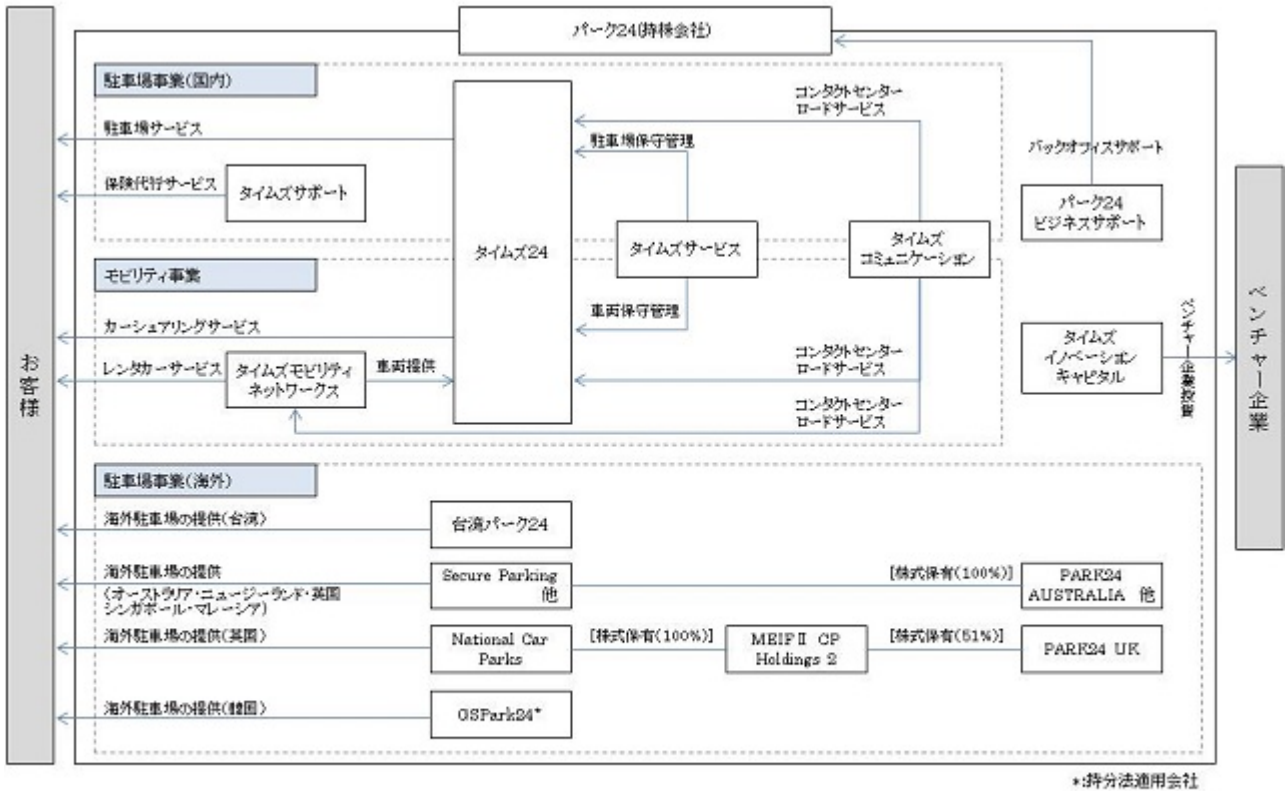 パーク24(持株会社)
駐車場事業(国内)
コンタクトセンター
ロードサービス
駐車場サービス
駐車場保守管理
バックオフィスサポート
保険代行サービス
タイムズサポート
パーク24
ビジネスサポート
タイムズ24
タイムズサービス
タイムズ
コミュニケーション
モビリティ事業
車両保守管理
カーシェアリングサービス
レンタカーサービス
タイムズモビリティ
ネットワークス
車両提供
コンタクトセンター
ロードサービス
コンタクトセンター
ロードサービス
タイムズ
イノベーション
キャピタル
ベンチャー企業投資
ベンチャー企業
お客様
駐車場事業(海外)
海外駐車場の提供(台湾)
台湾パーク24
海外駐車場の提供
(オーストラリア・ニュージーランド・英国
シンガポール・マレーシア)
Secure Parking
他
[株式保有(100%)]
PARK24
AUSTRALIA 他
海外駐車場の提供(英国)
National Car
Parks
[株式保有(100%)]
MEIFⅡ CP
Holdings 2
[株式保有(51%)]
PARK24 UK
海外駐車場の提供(韓国)
GSPark24*
*:持分法適用会社